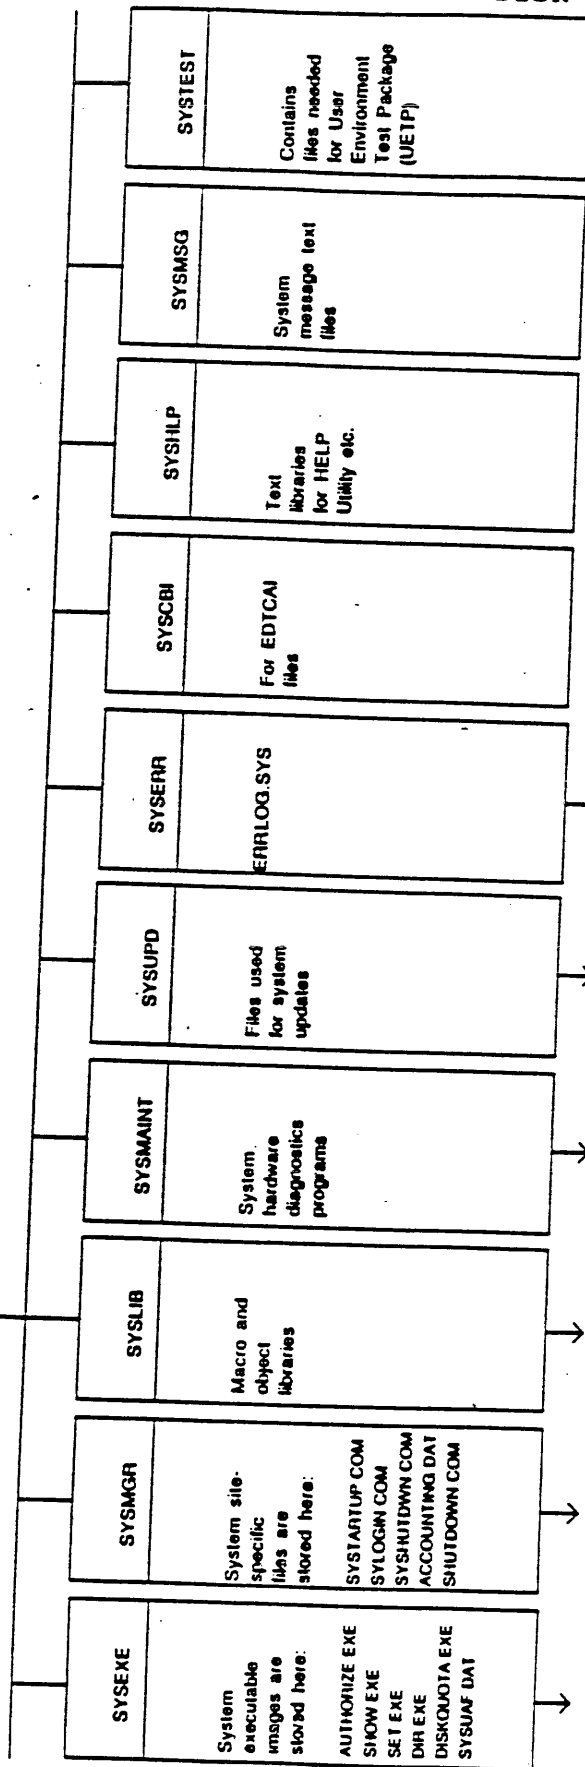 SYSEXE
System
executable
images are
stored here:
AUTHORIZE EXE
SHOW EXE
SET EXE
DIR EXE
DISKQUOTA EXE
SYSUAF DAT
SYSMGR
System site-
specific
files are
stored here:
SYSTARTUP COM
SYLOGIN COM
SYSHUTDWN COM
ACCOUNTING DAT
SHUTDOWN COM
SYSLIB
Macro and
object
libraries
SYSMAINT
System
hardware
diagnostics
programs
SYSUPD
Files used
for system
updates
SYSERR
ERRLOG.SYS
SYSCBI
For EDTCAI
files
SYSHLP
Text
libraries
for HELP
Utility etc.
SYSMSG
System
message text
files
SYSTEST
Contains
files needed
for User
Environment
Test Package
(UETP)